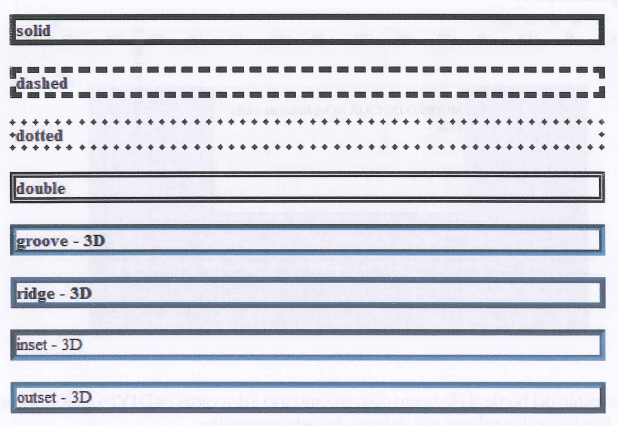 solid
dashed
dotted
double
groove - 3D
ridge - 3D
inset - 3D
outset - 3D